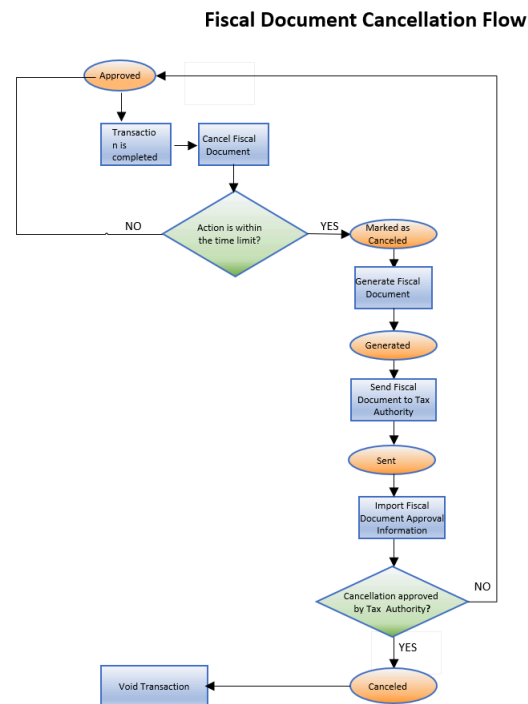 Fiscal Document Cancellation Flow
Approved
Transactio
n is
completed
Cancel Fiscal
Document
Action is within
the time limit?
NO
YES
Marked as
Canceled
Generate Fiscal
Document
Generated
Send Fiscal
Document to Tax
Authority
Sent
Import Fiscal
Document Approval
Information
Cancellation approved
by Tax Authority?
NO
YES
Canceled
Void Transaction